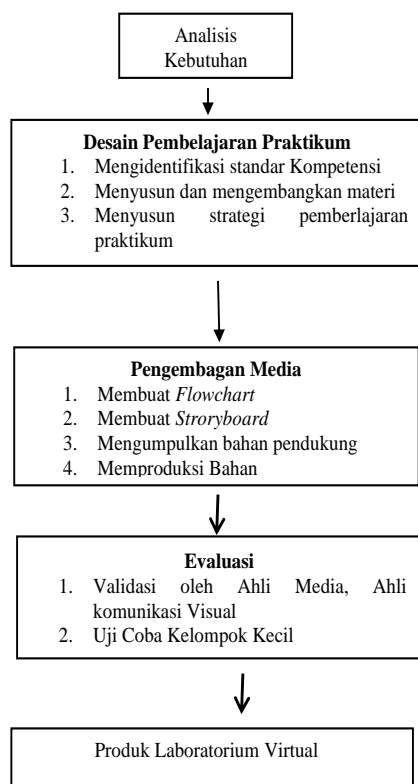 Analisis
Kebutuhan
Desain Pembelajaran Praktikum
1. Mengidentifikasi standar Kompetensi
2. Menyusun dan mengembangkan materi
3. Menyusun strategi pemberlajaran
praktikum
Pengembagan Media
1. Membuat Flowchart
2. Membuat Stroryboard
3. Mengumpulkan bahan pendukung
4. Memproduksi Bahan
Evaluasi
1. Validasi oleh Ahli Media, Ahli
komunikasi Visual
2. Uji Coba Kelompok Kecil
Produk Laboratorium Virtual